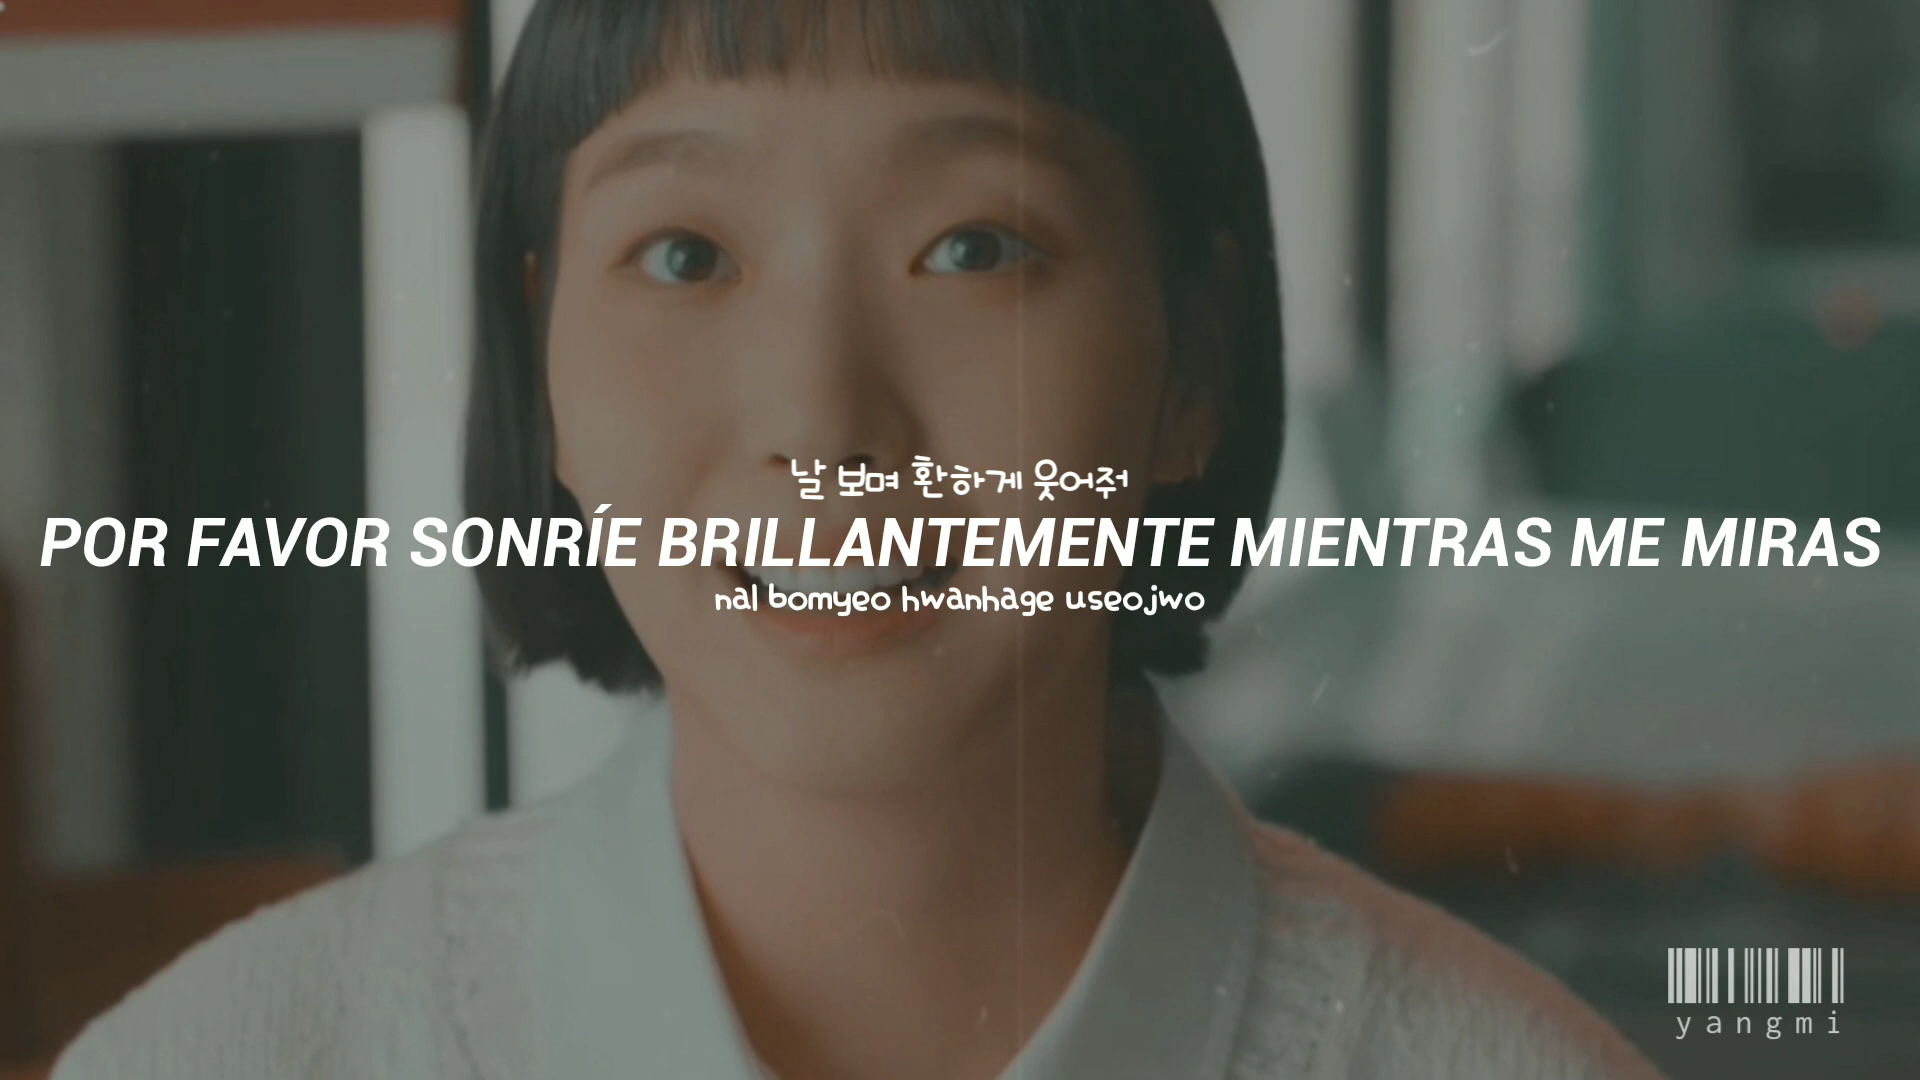 날 보며 환하게 웃어줘
POR FAVOR SONRÍE BRILLANTEMENTE MIENTRAS ME MIRAS
nal bomyeo hwanhage useojwo
yangmi